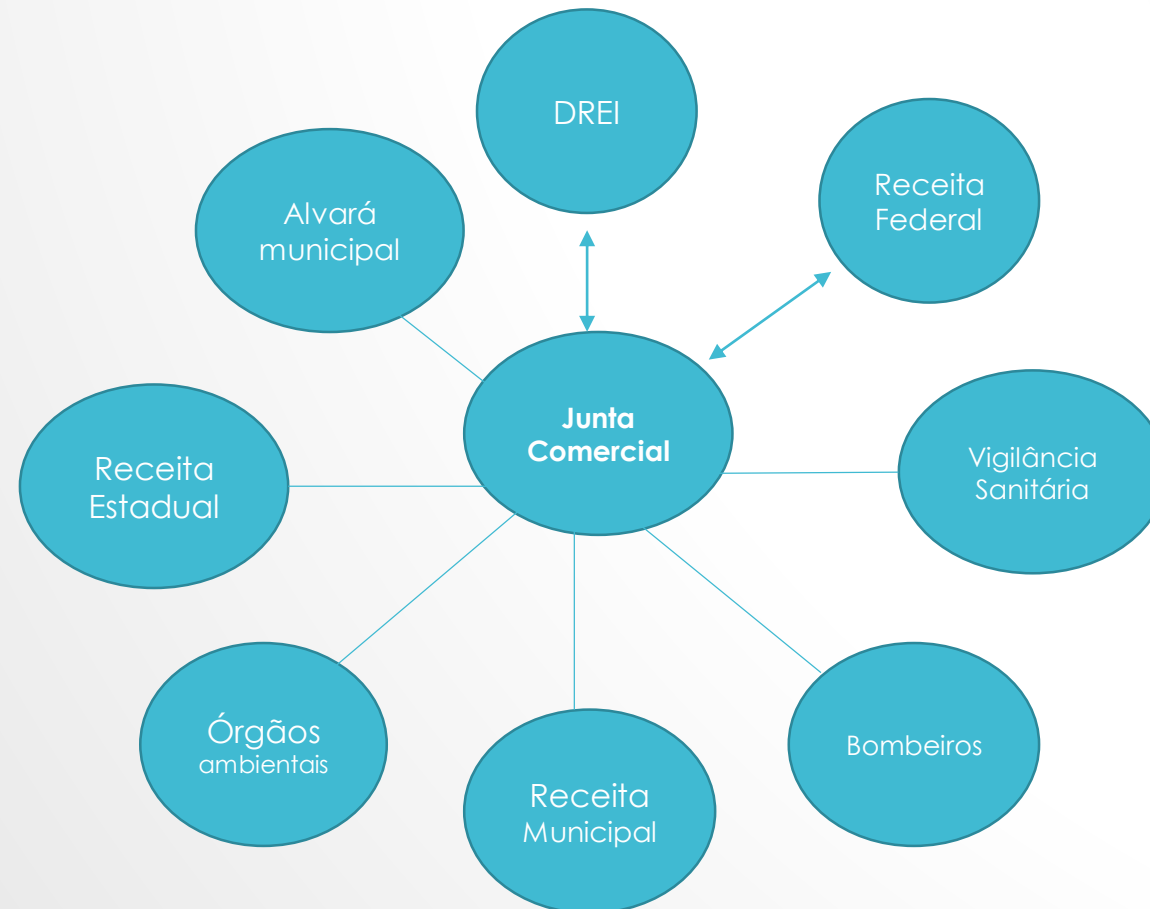 DREI
Receita
Federal
Alvará
municipal
Junta
Comercial
Vigilância
Sanitária
Receita
Estadual
Órgãos
ambientais
Bombeiros
Receita
Municipal